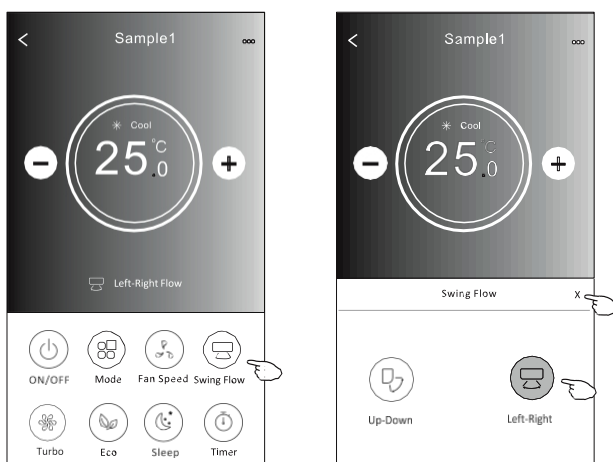 Sample1
Cool
25.0°C
Left-Right Flow
ON/OFF Mode Fan Speed Swing Flow
Turbo Eco Sleep Timer
Sample1
Cool
25.0°C
Swing Flow X
Up-Down Left-Right